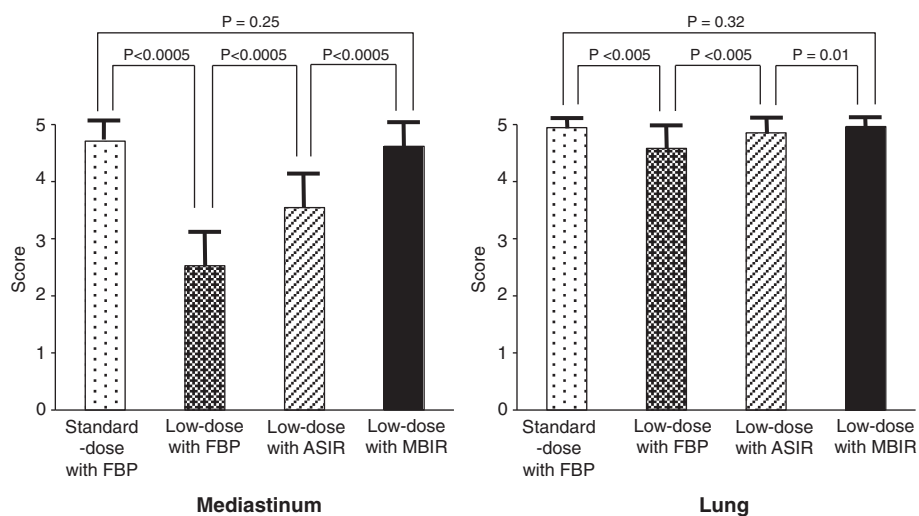 P = 0.25
P<0.0005 P<0.0005 P<0.0005
5
4
3
2
1
0
Score
Standard -dose with FBP
Low-dose with FBP
Low-dose with ASIR
Low-dose with MBIR
Mediastinum
P = 0.32
P <0.005 P <0.005 P = 0.01
5
4
3
2
1
0
Score
Standard -dose with FBP
Low-dose with FBP
Low-dose with ASIR
Low-dose with MBIR
Lung